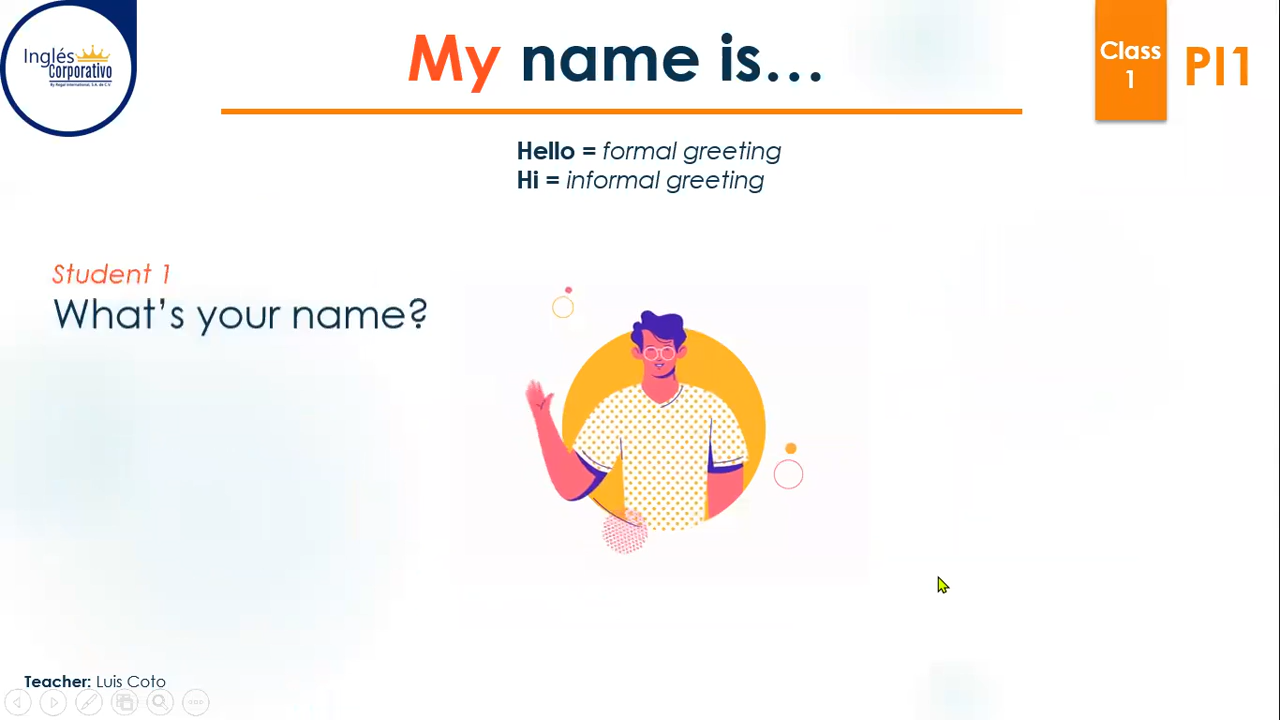 Inglés
Corporativo
By Regal International, S.A. de C.V.
My name is...
Class
1
PI1
Hello = formal greeting
Hi = informal greeting
Student 1
What's your name?
Teacher: Luis Coto